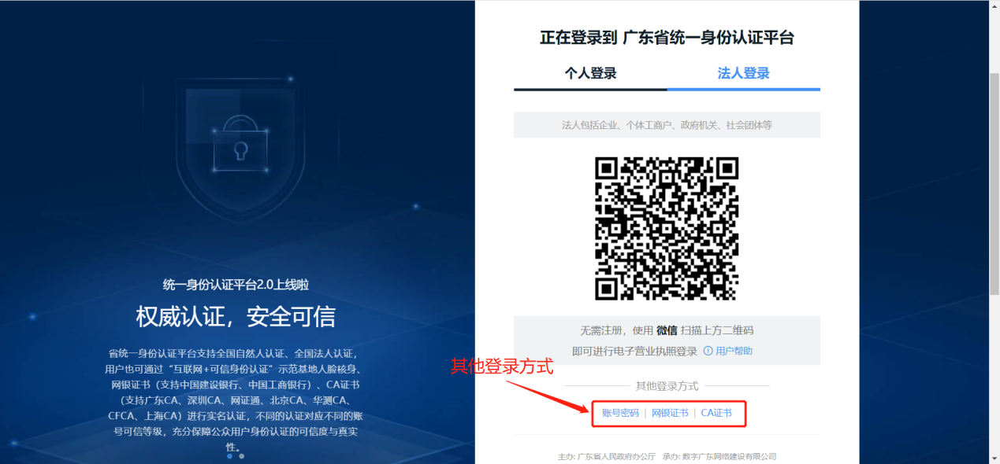 统一身份认证平台2.0上线啦
权威认证，安全可信
省统一身份认证平台支持全国自然人认证、全国法人认证，
用户也可通过“互联网+可信身份认证”示范基地人脸核身、
网银证书（支持中国建设银行、中国工商银行）、CA证书
（支持广东CA、深圳CA、网证通、北京CA、华测CA、
CFCA、上海CA）进行实名认证，不同的认证对应不同的账
号可信等级，充分保障公众用户身份认证的可信度与真实
性。
正在登录到 广东省统一身份认证平台
个人登录 法人登录
法人包括企业、个体工商户、政府机关、社会团体等
无需注册，使用 微信 扫描上方二维码
即可进行电子营业执照登录 用户帮助
其他登录方式
其他登录方式
账号密码 | 网银证书 | CA证书
主办: 广东省人民政府办公厅 承办: 数字广东网络建设有限公司